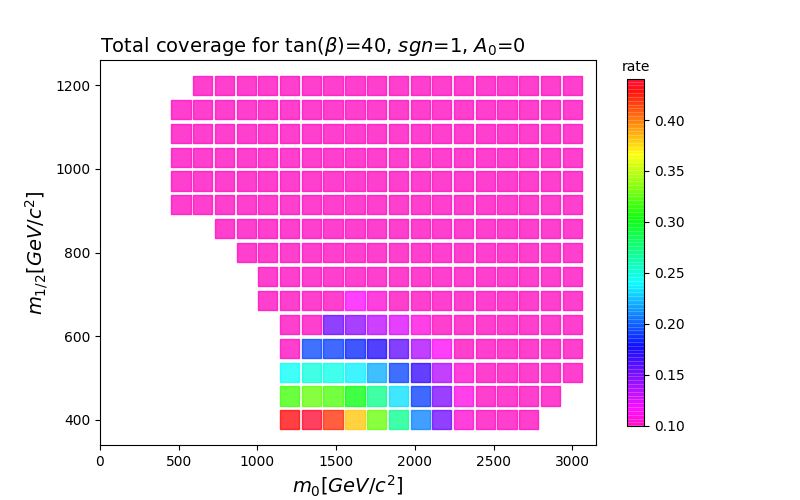 Total coverage for tan(β)=40, sgn=1, A₀=0
rate
1200
1000
800
600
400
m₁/₂[GeV/c²]
0 500 1000 1500 2000 2500 3000
m₀[GeV/c²]
0.40
0.35
0.30
0.25
0.20
0.15
0.10